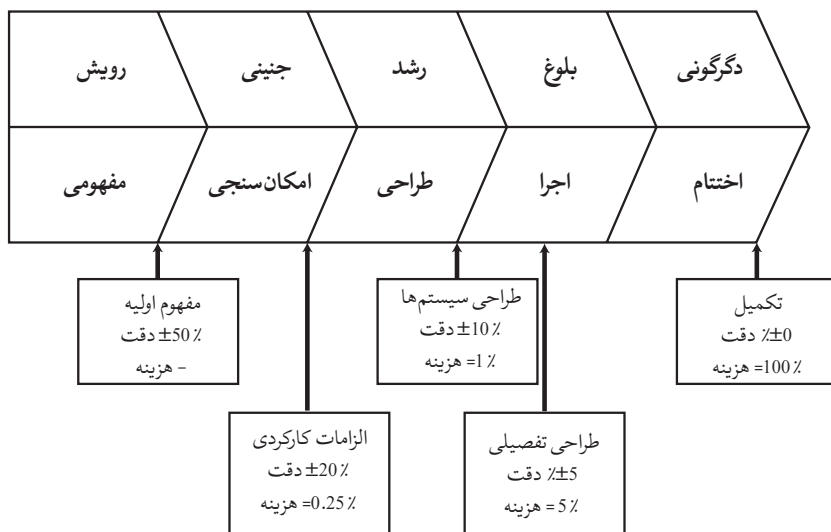 رویش
جنینی
رشد
بلوغ
دگرگونی
مفهومی
امکان‌سنجی
طراحی
اجرا
اختتام
مفهوم اولیه
±50٪ دقت
- هزینه
طراحی سیستم‌ها
±10٪ دقت
=1٪ هزینه
تکمیل
٪±0 دقت
=100٪ هزینه
الزامات کارکردی
±20٪ دقت
=0.25٪ هزینه
طراحی تفصیلی
٪±5 دقت
=5٪ هزینه